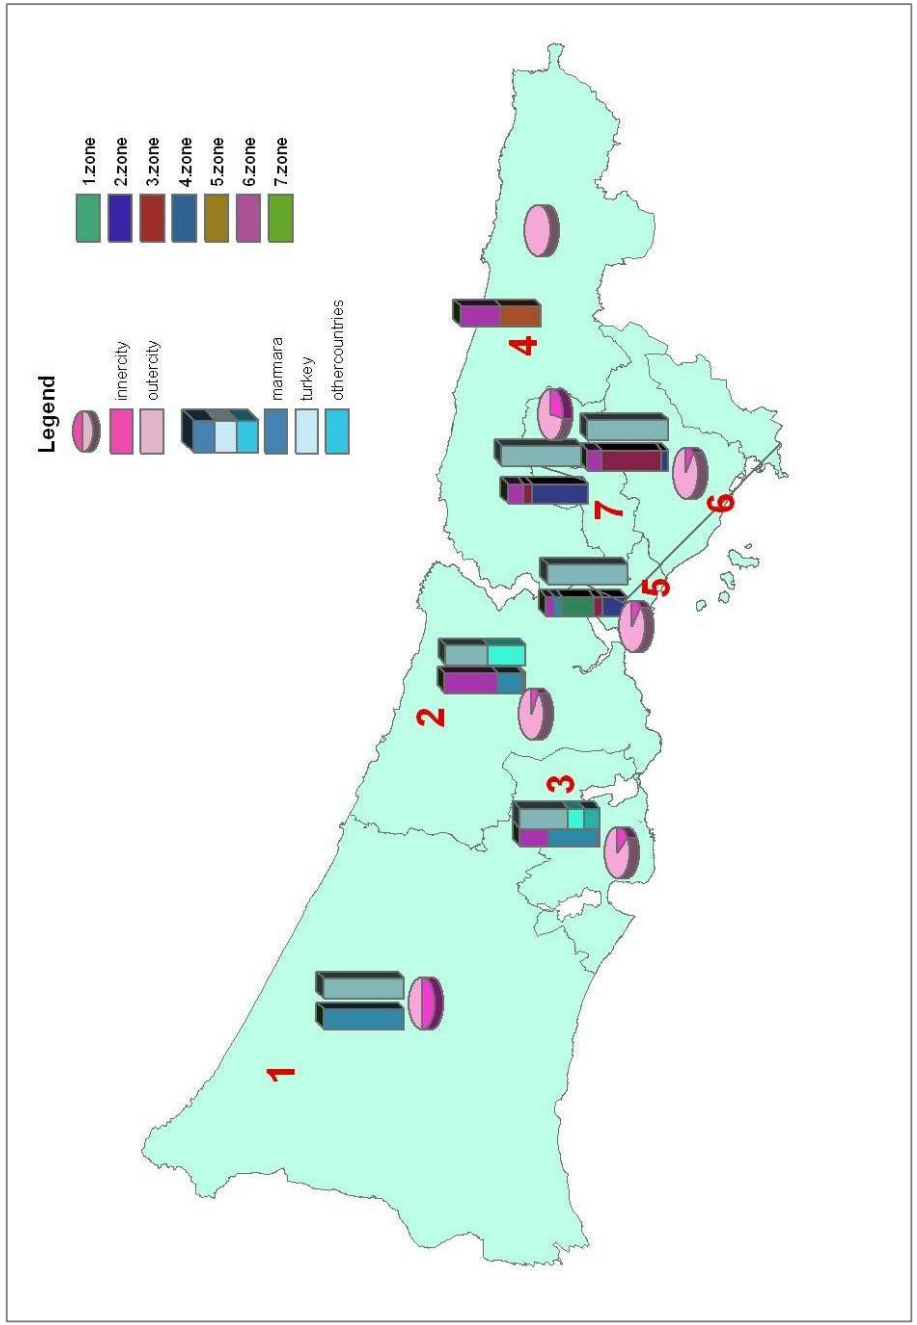 Legend
innercity
outercity
marmara
turkey
othercountries
1.zone
2.zone
3.zone
4.zone
5.zone
6.zone
7.zone
1
2
3
4
5
6
7